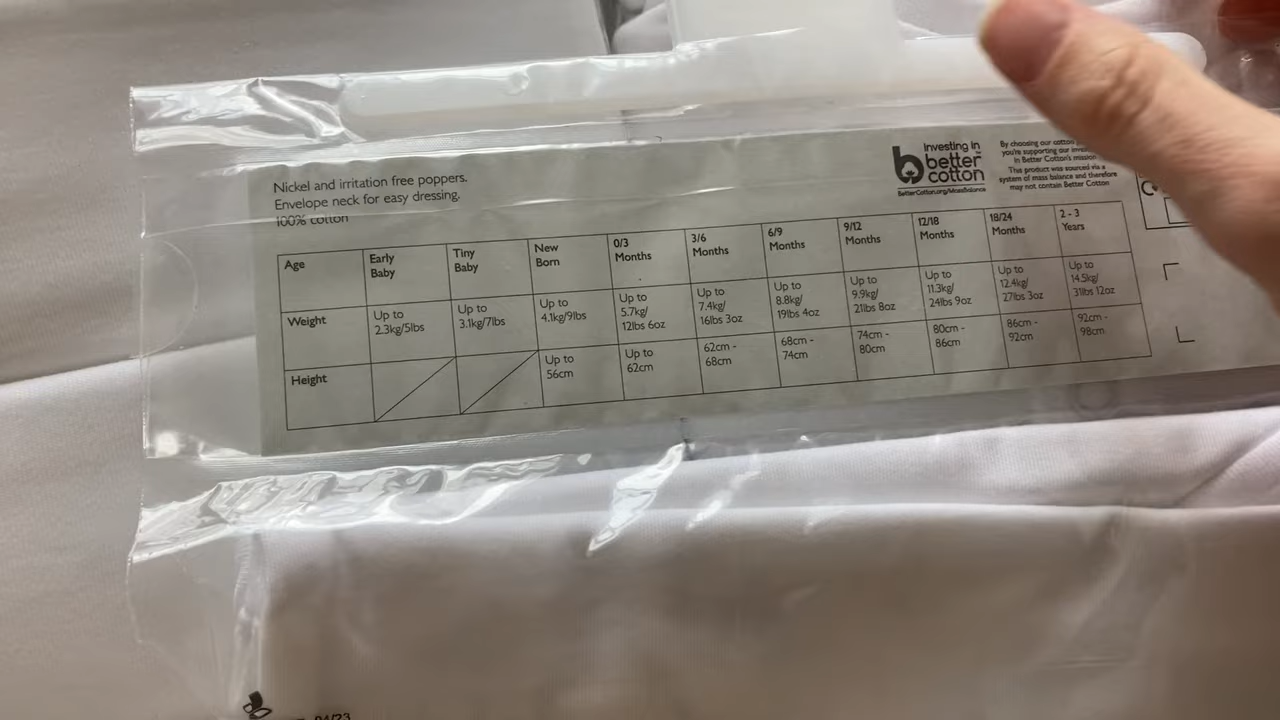 Nickel and irritation free poppers.
Envelope neck for easy dressing.
100% cotton
Investing in
better
cotton
BetterCotton.org/MassBalance
By choosing our cotton
you're supporting our
in Better Cotton's mission
This product was sourced via a
system of mass balance and therefore
may not contain Better Cotton
Age
Early
Baby
Tiny
Baby
New
Born
0/3
Months
3/6
Months
6/9
Months
9/12
Months
12/18
Months
18/24
Months
2 - 3
Years
Weight
Up to
2.3kg/5lbs
Up to
3.1kg/7lbs
Up to
4.1kg/9lbs
Up to
5.7kg/
12lbs 6oz
Up to
7.4kg/
16lbs 3oz
Up to
8.8kg/
19lbs 4oz
Up to
9.9kg/
21lbs 8oz
Up to
11.3kg/
24lbs 9oz
Up to
12.4kg/
27lbs 3oz
Up to
14.5kg/
31lbs 12oz
Height
Up to
56cm
Up to
62cm
62cm -
68cm
68cm -
74cm
74cm -
80cm
80cm -
86cm
86cm -
92cm
92cm -
98cm
04/23